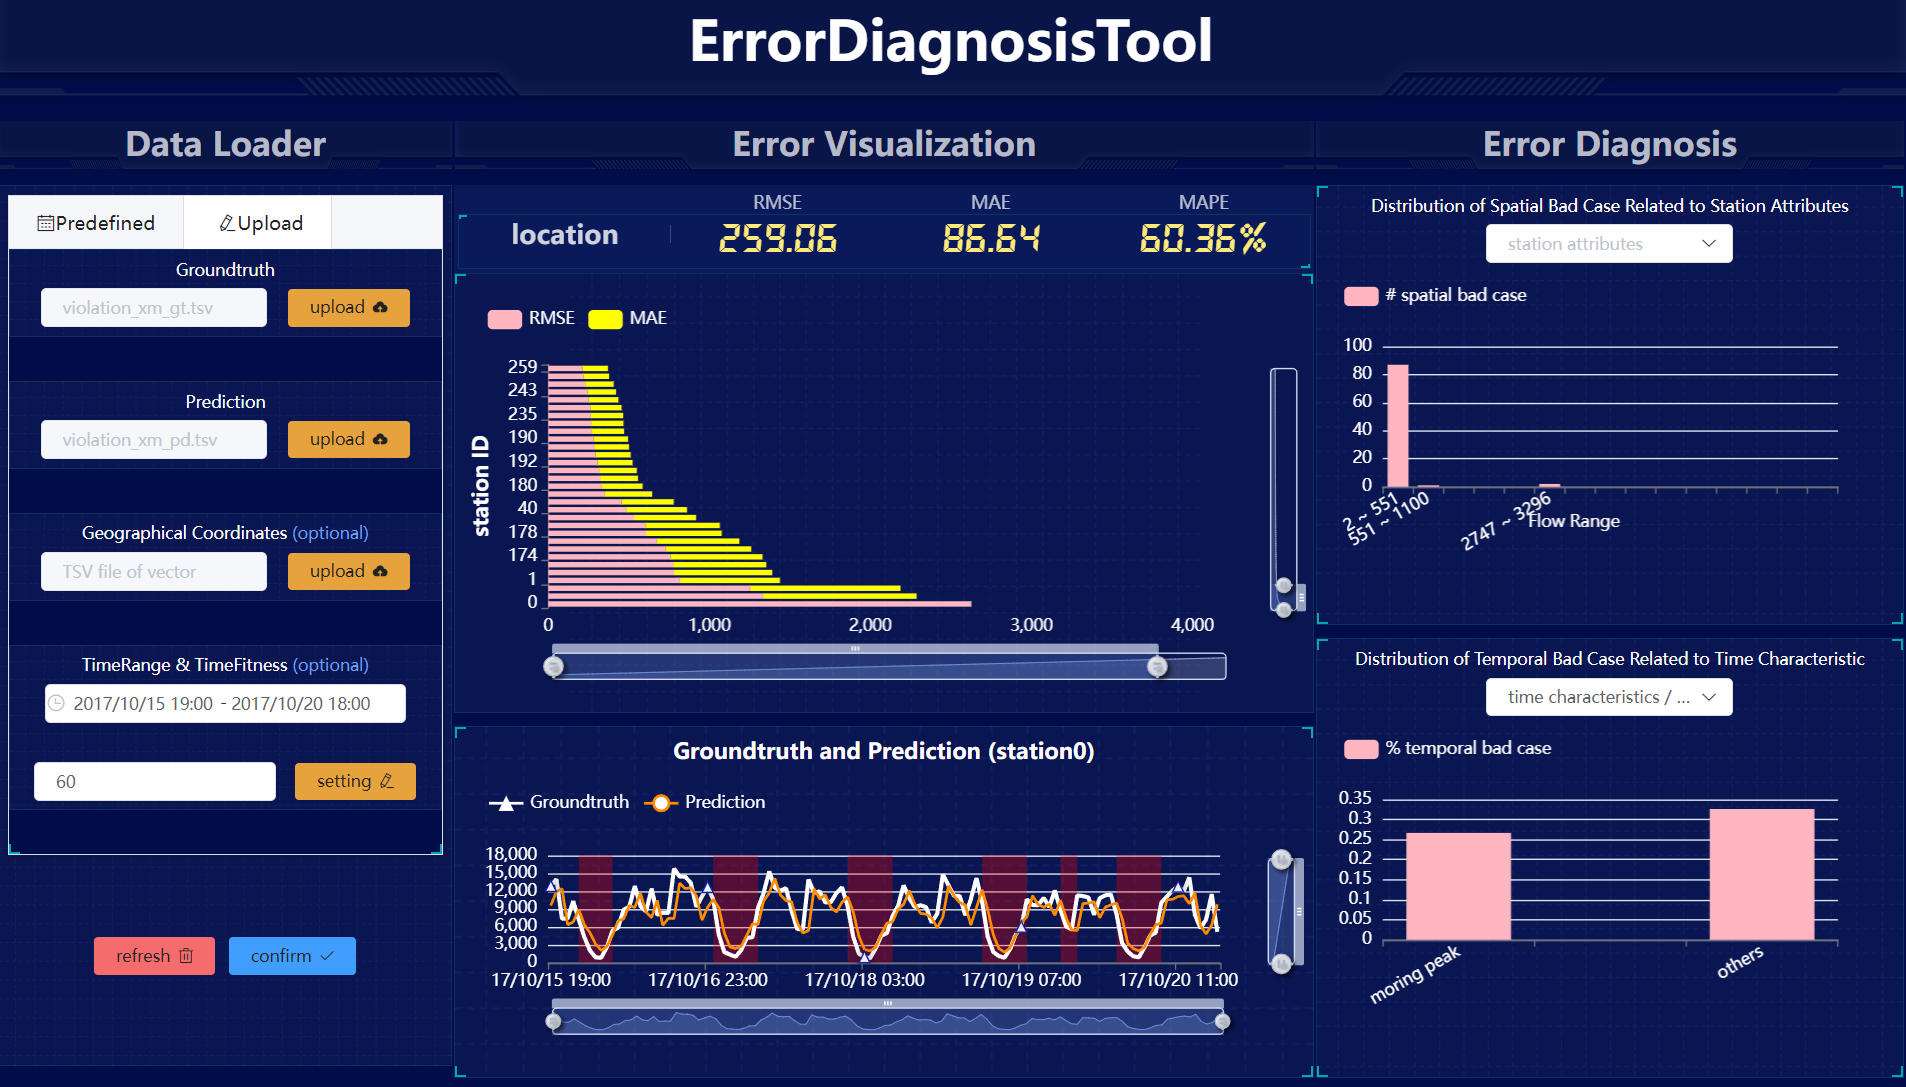 ErrorDiagnosisTool
Data Loader
Predefined
Upload
Groundtruth
violation_xm_gt.tsv
upload
Prediction
violation_xm_pd.tsv
upload
Geographical Coordinates (optional)
TSV file of vector
upload
TimeRange & TimeFitness (optional)
2017/10/15 19:00 - 2017/10/20 18:00
60
setting
refresh
confirm
Error Visualization
RMSE MAE MAPE
location 259.06 86.64 60.36%
RMSE MAE
station ID
259
243
235
190
192
180
40
178
174
1
0
0 1,000 2,000 3,000 4,000
Groundtruth and Prediction (station0)
Groundtruth Prediction
18,000
15,000
12,000
9,000
6,000
3,000
0
17/10/15 19:00 17/10/16 23:00 17/10/18 03:00 17/10/19 07:00 17/10/20 11:00
Error Diagnosis
Distribution of Spatial Bad Case Related to Station Attributes
station attributes
# spatial bad case
100
80
60
40
20
0
2 ~ 551
551 ~ 1100
2747 ~ 3296
Flow Range
Distribution of Temporal Bad Case Related to Time Characteristic
time characteristics / ...
% temporal bad case
0.35
0.3
0.25
0.2
0.15
0.1
0.05
0
moring peak
others